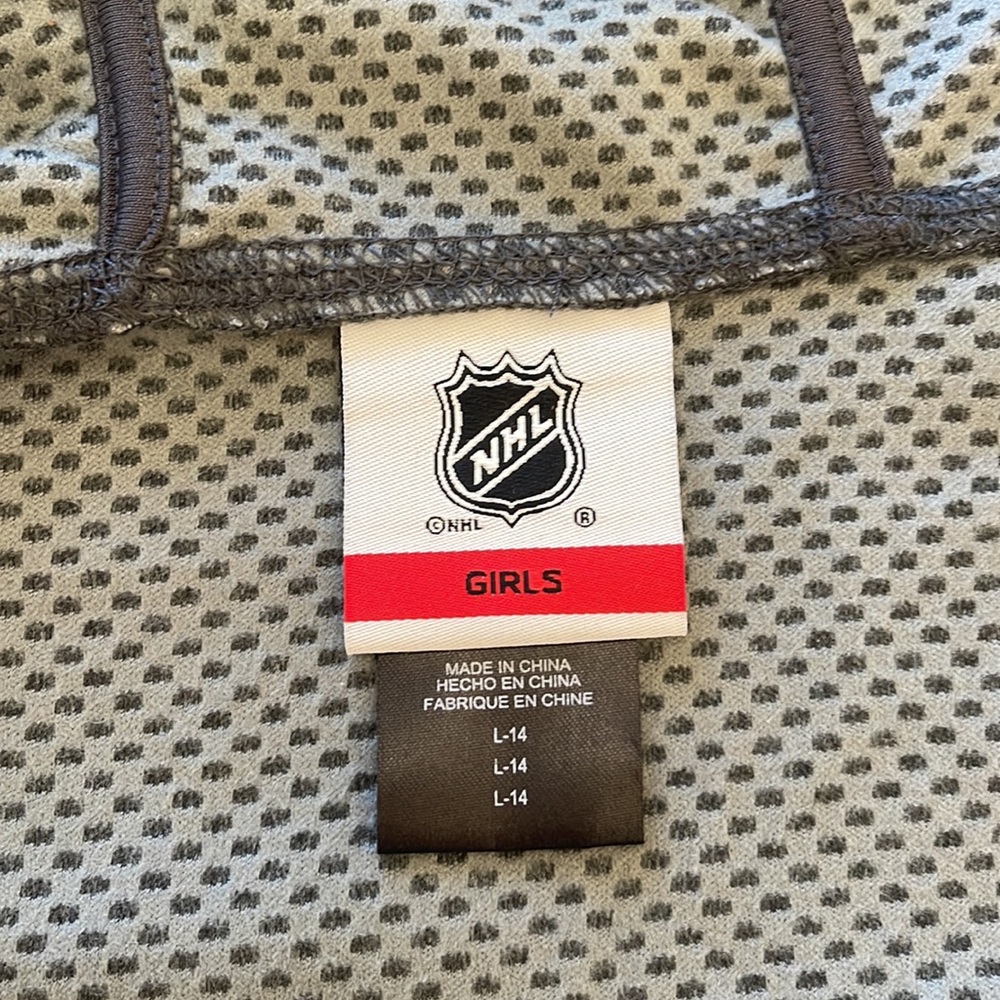 NHL
©NHL ®
GIRLS
MADE IN CHINA
HECHO EN CHINA
FABRIQUE EN CHINE
L-14
L-14
L-14